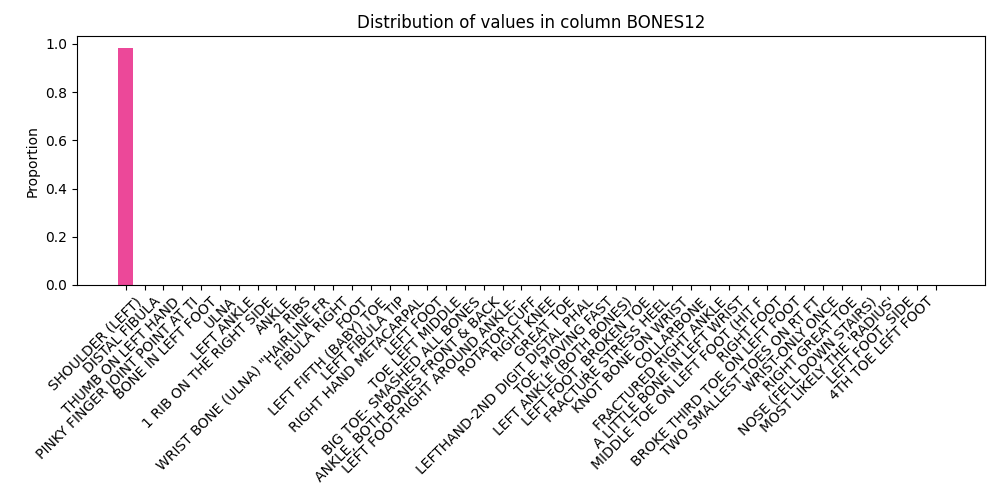 Distribution of values in column BONES12
Proportion
1.0
0.8
0.6
0.4
0.2
0.0
SHOULDER (LEFT)
DISTAL FIBULA
THUMB ON LEFT HAND
PINKY FINGER JOINT POINT AT TI
BONE IN LEFT FOOT
ULNA
LEFT ANKLE
1 RIB ON THE RIGHT SIDE
ANKLE
2 RIBS
WRIST BONE (ULNA) "HAIRLINE FR
FIBULA RIGHT
FOOT
LEFT FIFTH (BABY) TOE
LEFT FIBULA TIP
RIGHT HAND METACARPAL
LEFT FOOT
TOE LEFT MIDDLE
BIG TOE- SMASHED ALL BONES
ANKLE, BOTH BONES FRONT & BACK
LEFT FOOT-RIGHT AROUND ANKLE-
ROTATOR CUFF
RIGHT KNEE
GREAT TOE
LEFTHAND-2ND DIGIT DISTAL PHAL
TOE, MOVING FAST
LEFT ANKLE (BOTH BONES)
LEFT FOOT, BROKEN TOE
FRACTURE STRESS HEEL
KNOT BONE ON WRIST
COLLARBONE
FRACTURED RIGHT ANKLE
A LITTLE BONE IN LEFT WRIST
MIDDLE TOE ON LEFT FOOT (HIT F
RIGHT FOOT
BROKE THIRD TOE ON LEFT FOOT
TWO SMALLEST TOES ON RT FT
WRIST-ONLY ONCE
RIGHT GREAT TOE
NOSE (FELL DOWN STAIRS)
MOST LIKELY THE 'RADIUS'
LEFT FOOT SIDE
4TH TOE LEFT FOOT